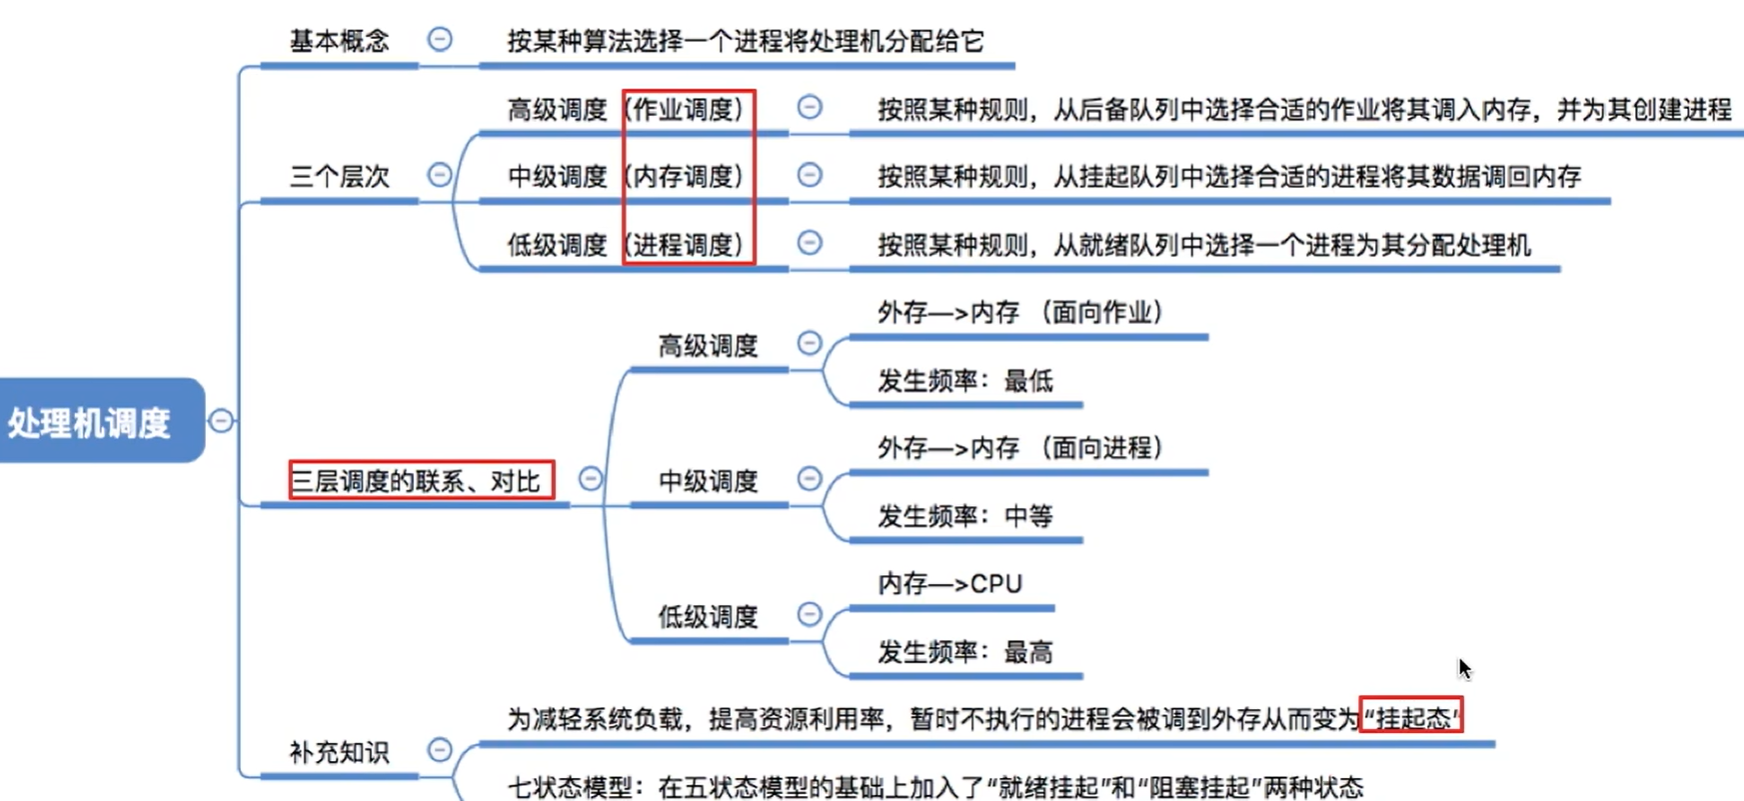 处理机调度
基本概念
按某种算法选择一个进程将处理机分配给它
三个层次
高级调度（作业调度）
按照某种规则，从后备队列中选择合适的作业将其调入内存，并为其创建进程
中级调度（内存调度）
按照某种规则，从挂起队列中选择合适的进程将其数据调回内存
低级调度（进程调度）
按照某种规则，从就绪队列中选择一个进程为其分配处理机
三层调度的联系、对比
高级调度
外存—>内存 （面向作业）
发生频率：最低
中级调度
外存—>内存 （面向进程）
发生频率：中等
低级调度
内存—>CPU
发生频率：最高
补充知识
为减轻系统负载，提高资源利用率，暂时不执行的进程会被调到外存从而变为“挂起态”
七状态模型：在五状态模型的基础上加入了“就绪挂起”和“阻塞挂起”两种状态